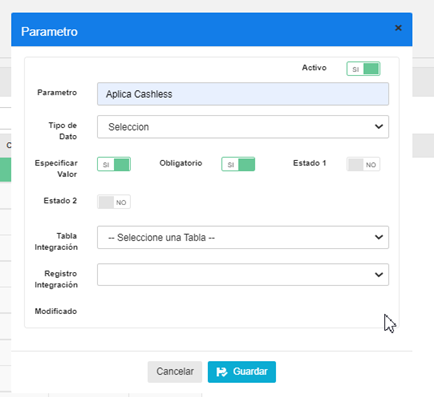 Parametro ×
Activo SI
Parametro Aplica Cashless
Tipo de Dato Seleccion
Especificar Valor SI Obligatorio SI Estado 1 NO
Estado 2 NO
Tabla Integración -- Seleccione una Tabla --
Registro Integración
Modificado
Cancelar Guardar